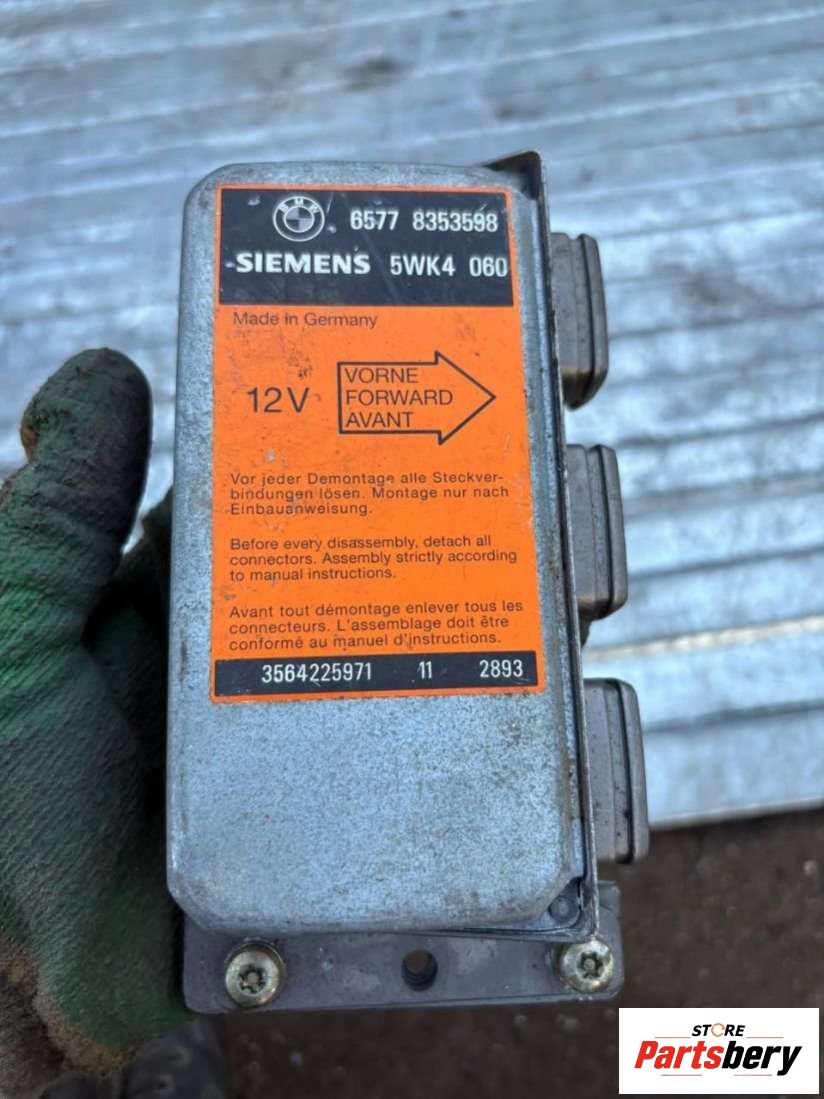 BMW
6577 8353598
SIEMENS 5WK4 060
Made in Germany
12V
VORNE
FORWARD
AVANT
Vor jeder Demontage alle Steckver-
bindungen lösen. Montage nur nach
Einbauanweisung.
Before every disassembly, detach all
connectors. Assembly strictly according
to manual instructions.
Avant tout démontage enlever tous les
connecteurs. L'assemblage doit être
conformé au manuel d'instructions.
3564225971 11 2893
STORE
Partsbery